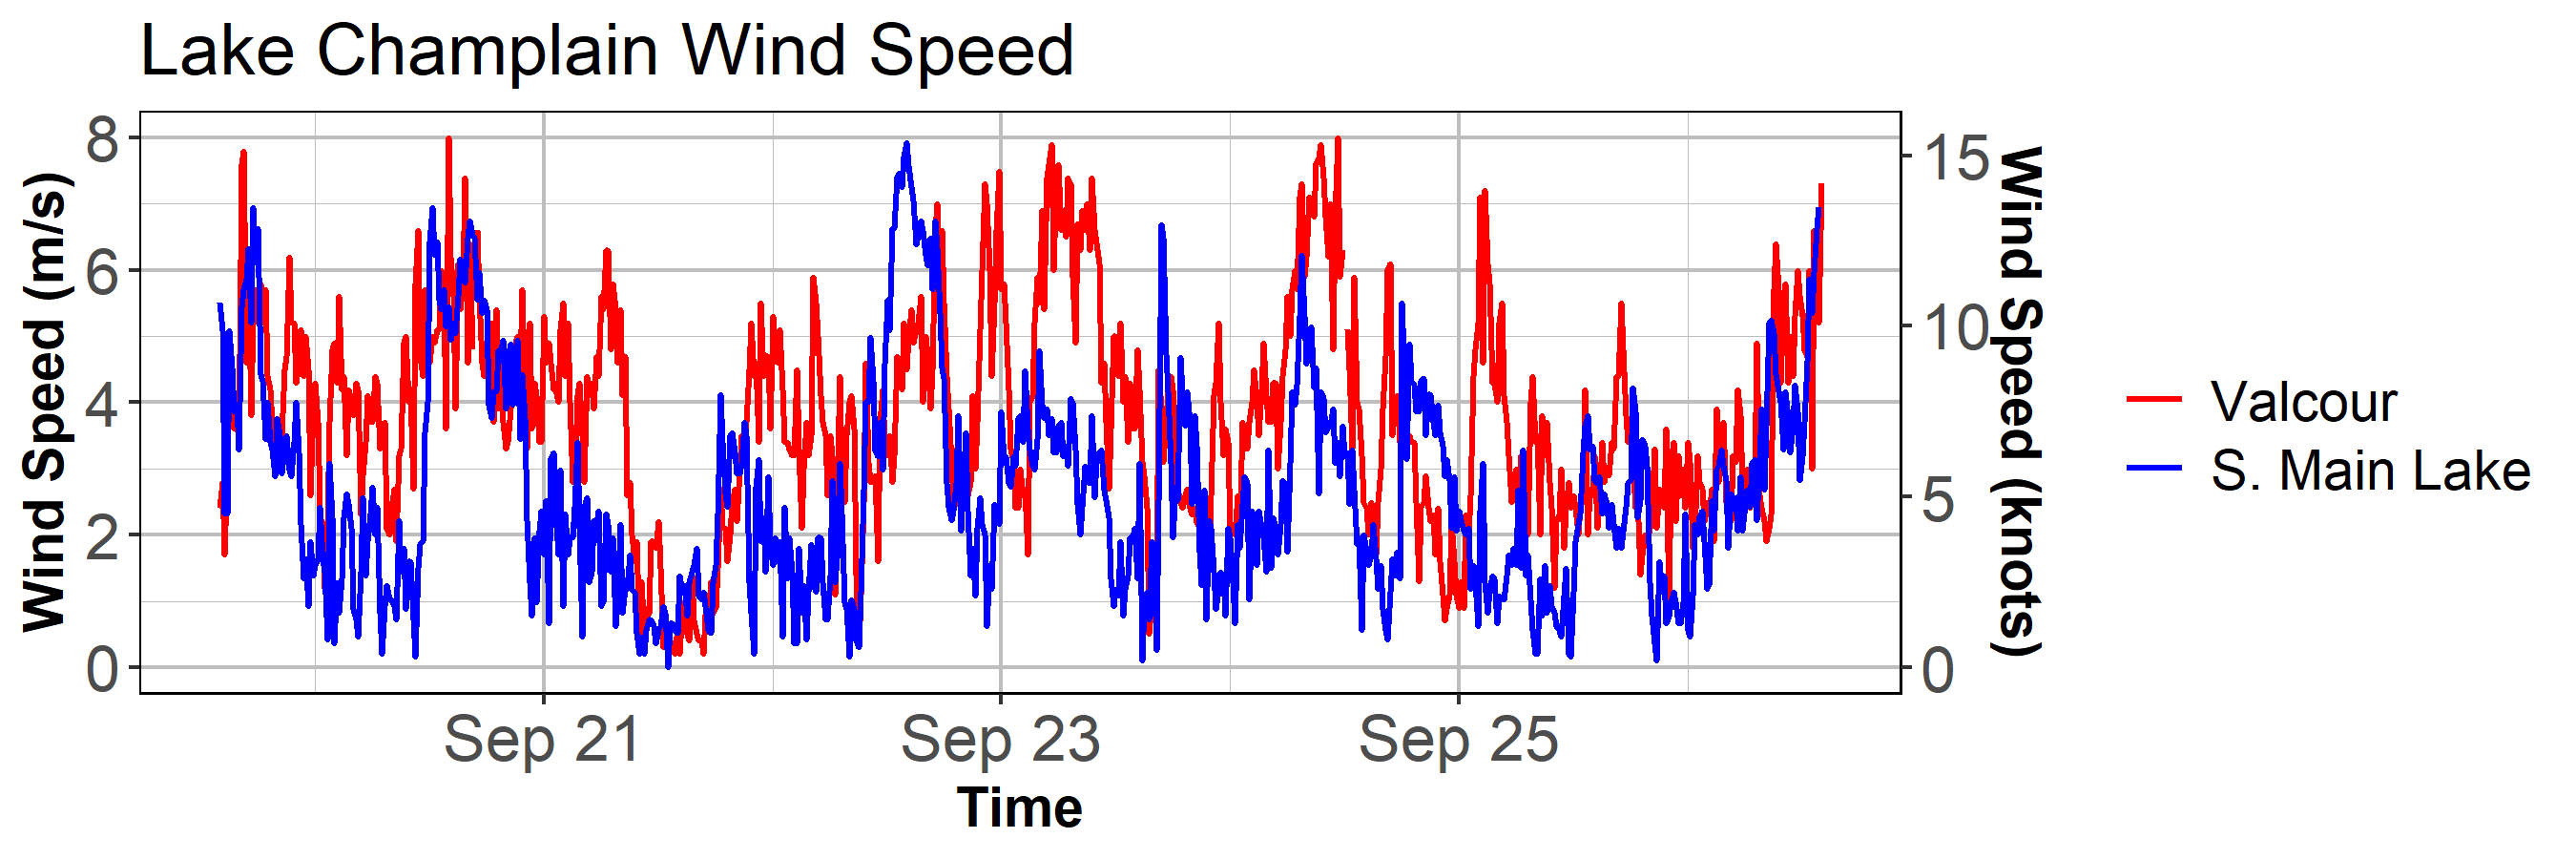 Lake Champlain Wind Speed
Wind Speed (m/s)
8
6
4
2
0
15
10
5
0
Wind Speed (knots)
Sep 21
Sep 23
Sep 25
Time
Valcour
S. Main Lake